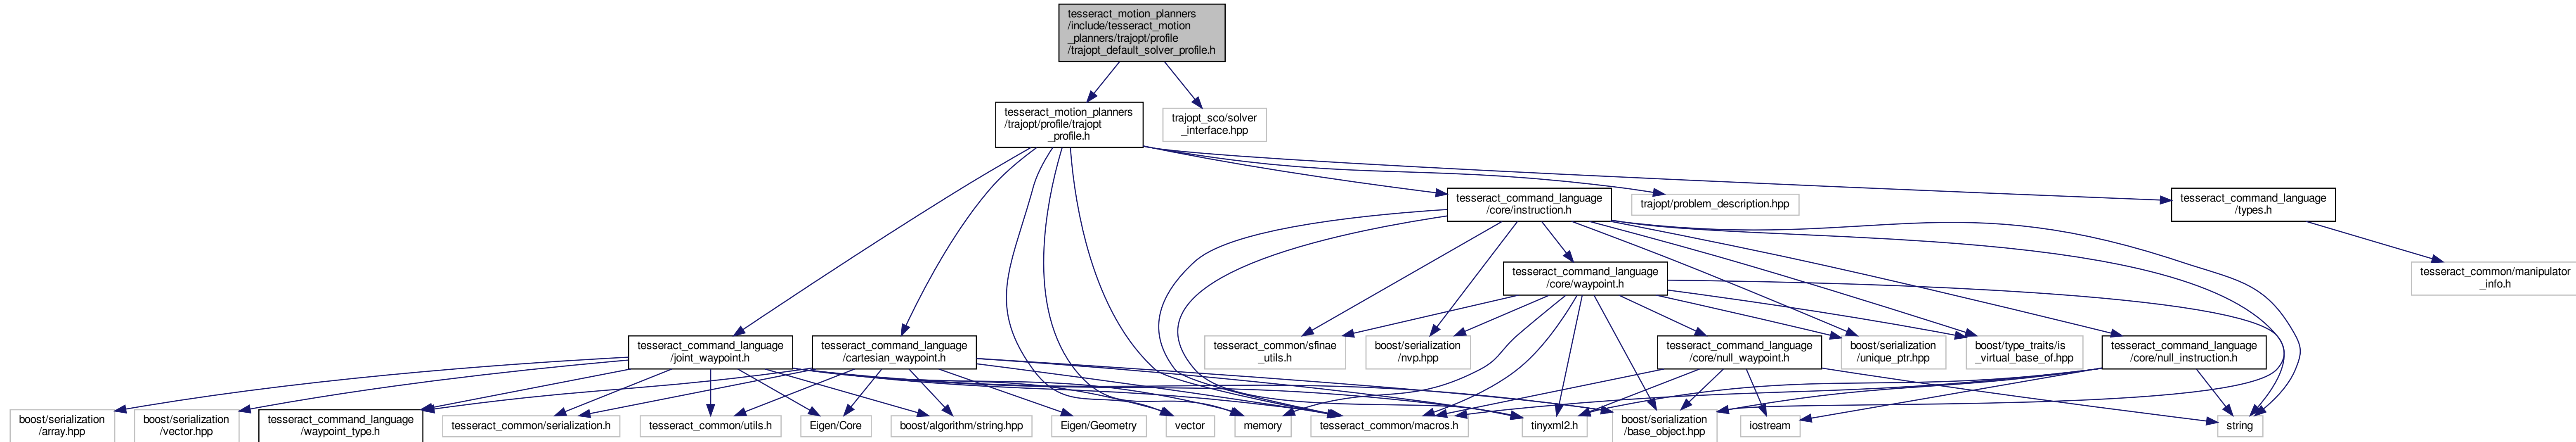 tesseract_motion_planners
/include/tesseract_motion
_planners/trajopt/profile
/trajopt_default_solver_profile.h
tesseract_motion_planners
/trajopt/profile/trajopt
_profile.h
trajopt_sco/solver
_interface.hpp
tesseract_command_language
/core/instruction.h
trajopt/problem_description.hpp
tesseract_command_language
/types.h
tesseract_command_language
/core/waypoint.h
tesseract_common/manipulator
_info.h
tesseract_command_language
/joint_waypoint.h
tesseract_command_language
/cartesian_waypoint.h
tesseract_common/sfinae
_utils.h
boost/serialization
/nvp.hpp
tesseract_command_language
/core/null_waypoint.h
boost/serialization
/unique_ptr.hpp
boost/type_traits/is
_virtual_base_of.hpp
tesseract_command_language
/core/null_instruction.h
boost/serialization
/array.hpp
boost/serialization
/vector.hpp
tesseract_command_language
/waypoint_type.h
tesseract_common/serialization.h
tesseract_common/utils.h
Eigen/Core
boost/algorithm/string.hpp
Eigen/Geometry
vector
memory
tesseract_common/macros.h
tinyxml2.h
boost/serialization
/base_object.hpp
iostream
string